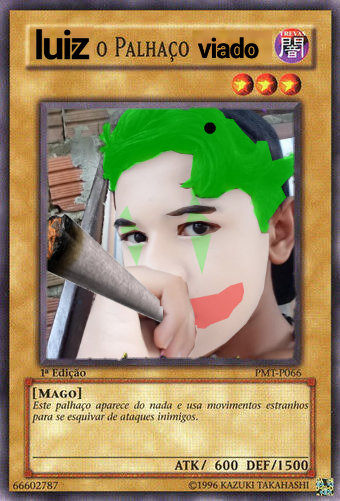 luiz o Palhaço viado
TREVAS
闇
1ª Edição
PMT-P066
[Mago]
Este palhaço aparece do nada e usa movimentos estranhos
para se esquivar de ataques inimigos.
ATK/ 600 DEF/1500
66602787
©1996 KAZUKI TAKAHASHI